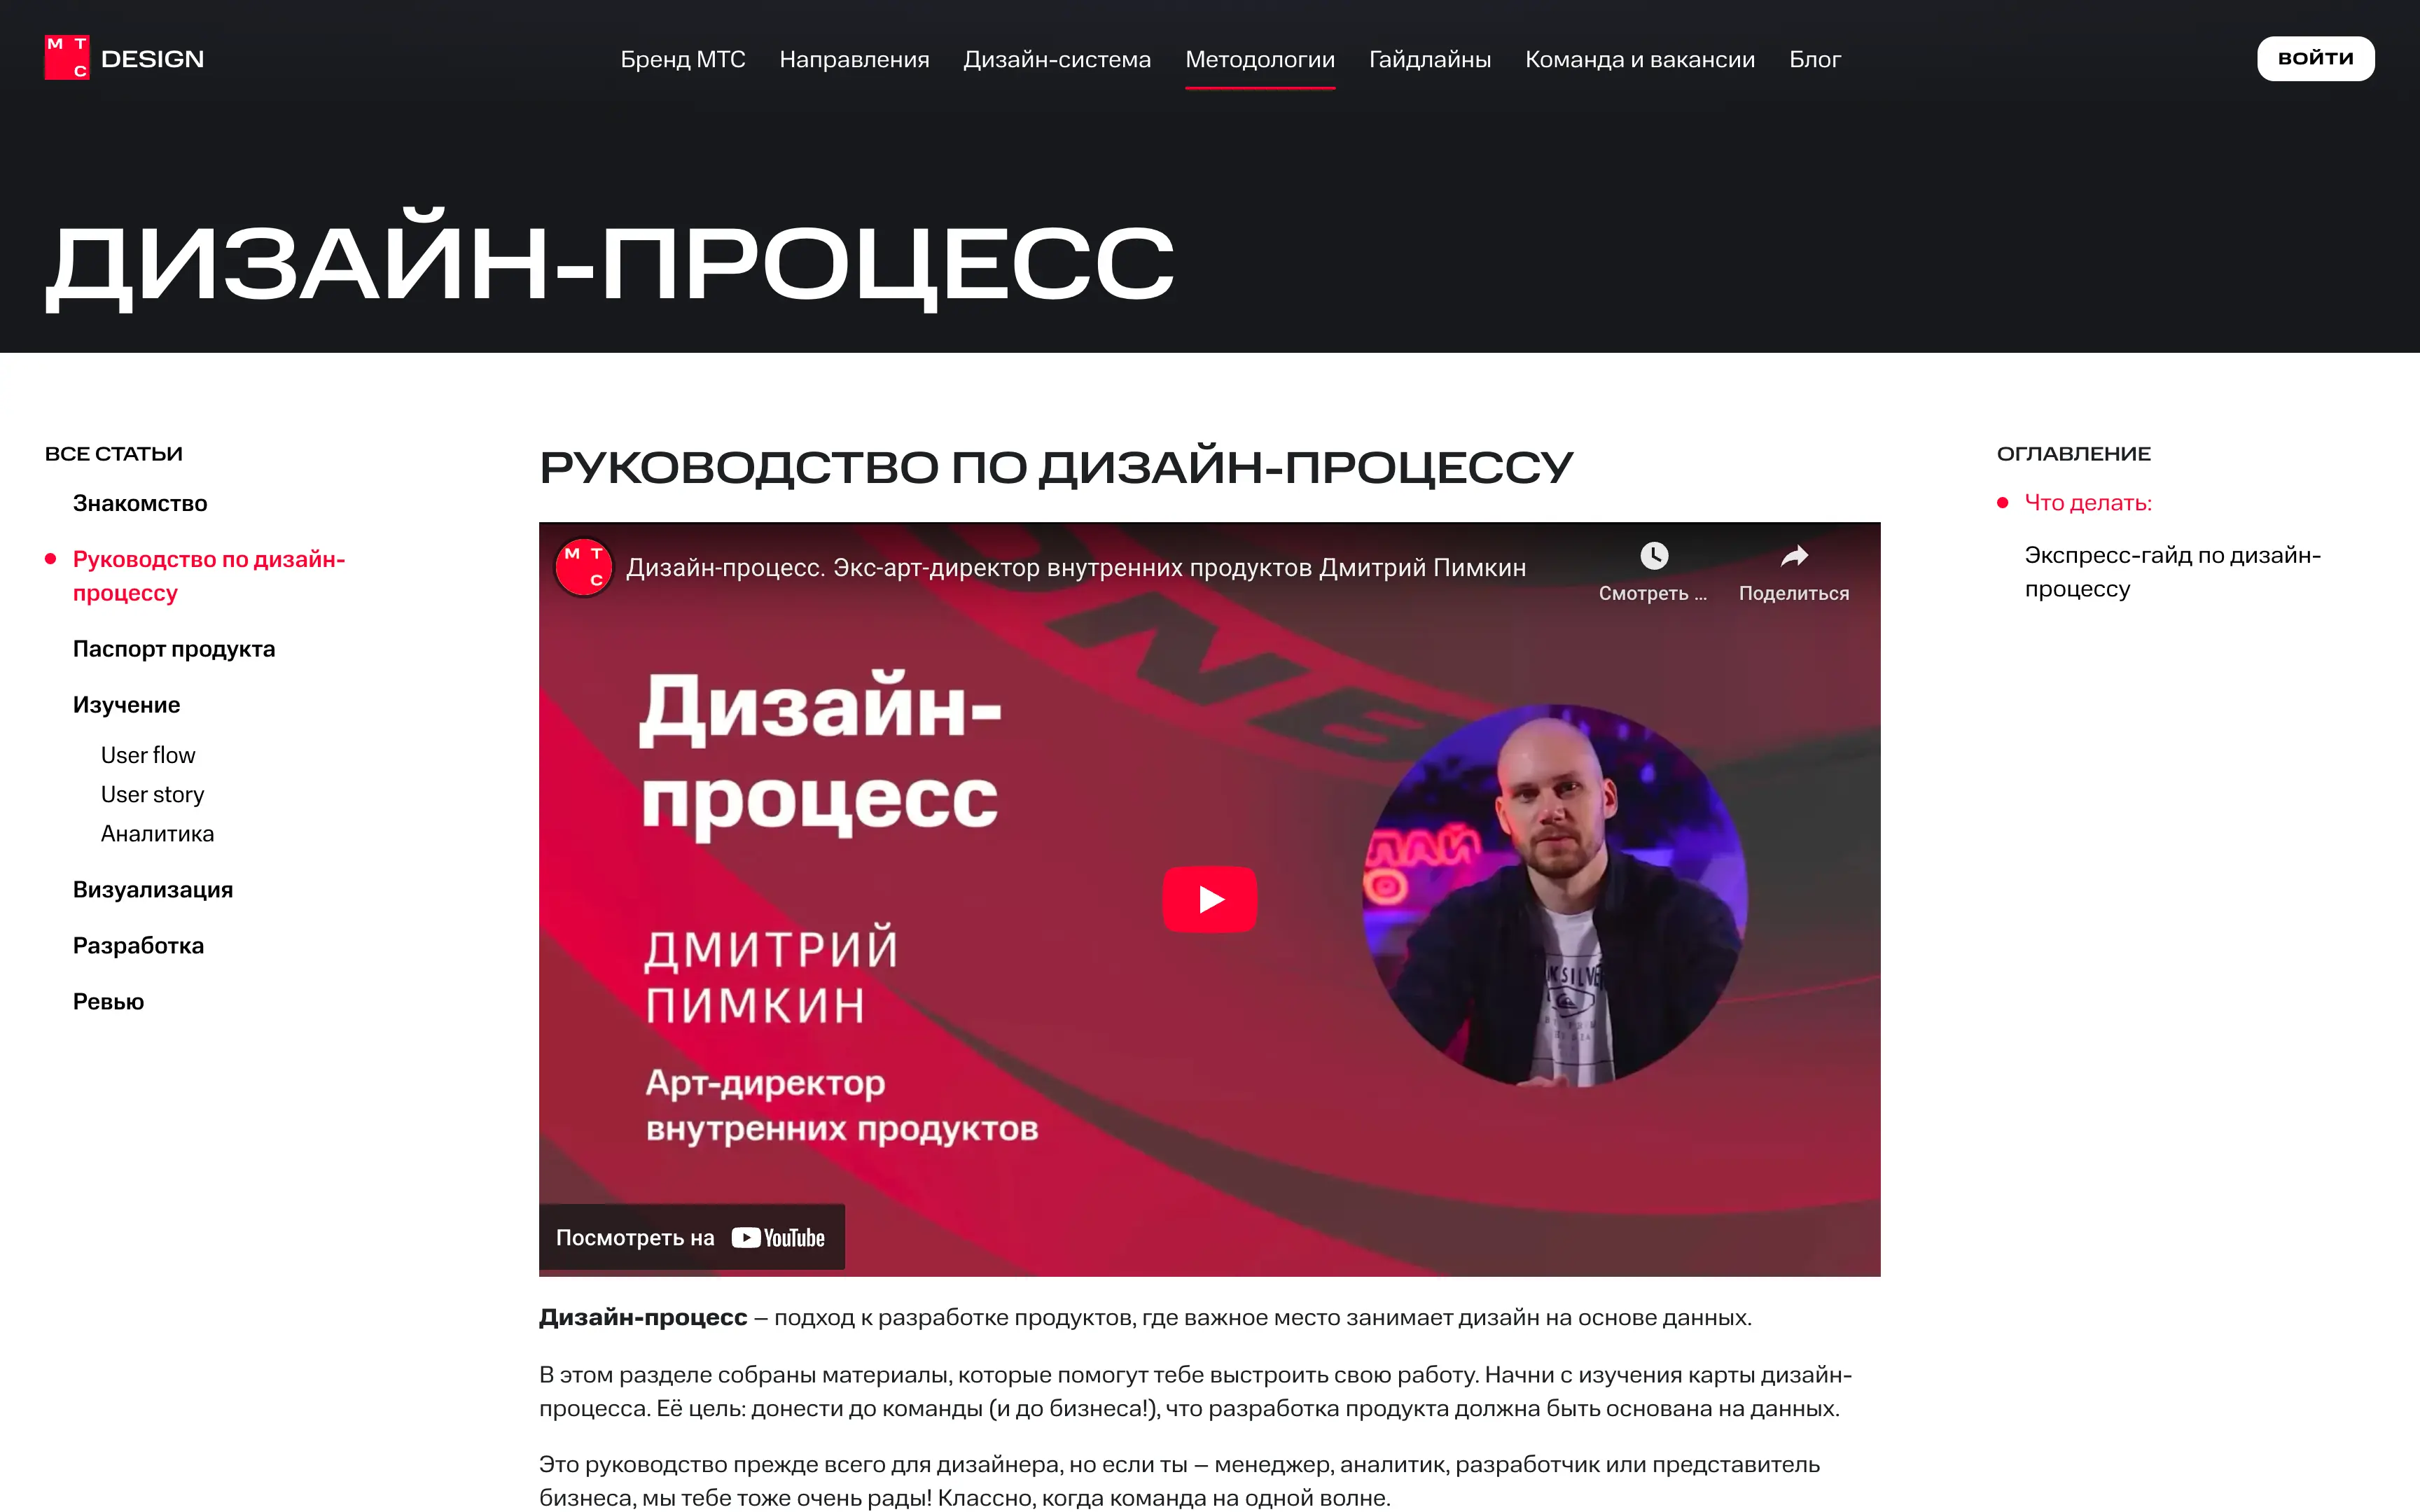 МТС DESIGN
Бренд МТС
Направления
Дизайн-система
Методологии
Гайдлайны
Команда и вакансии
Блог
ВОЙТИ
ДИЗАЙН-ПРОЦЕСС
ВСЕ СТАТЬИ
Знакомство
Руководство по дизайн-
процессу
Паспорт продукта
Изучение
User flow
User story
Аналитика
Визуализация
Разработка
Ревью
РУКОВОДСТВО ПО ДИЗАЙН-ПРОЦЕССУ
МТС
Дизайн-процесс. Экс-арт-директор внутренних продуктов Дмитрий Пимкин
Смотреть ...
Поделиться
Дизайн-
процесс
ДМИТРИЙ
ПИМКИН
Арт-директор
внутренних продуктов
Посмотреть на YouTube
Дизайн-процесс – подход к разработке продуктов, где важное место занимает дизайн на основе данных.
В этом разделе собраны материалы, которые помогут тебе выстроить свою работу. Начни с изучения карты дизайн-
процесса. Её цель: донести до команды (и до бизнеса!), что разработка продукта должна быть основана на данных.
Это руководство прежде всего для дизайнера, но если ты – менеджер, аналитик, разработчик или представитель
бизнеса, мы тебе тоже очень рады! Классно, когда команда на одной волне.
ОГЛАВЛЕНИЕ
Что делать:
Экспресс-гайд по дизайн-
процессу